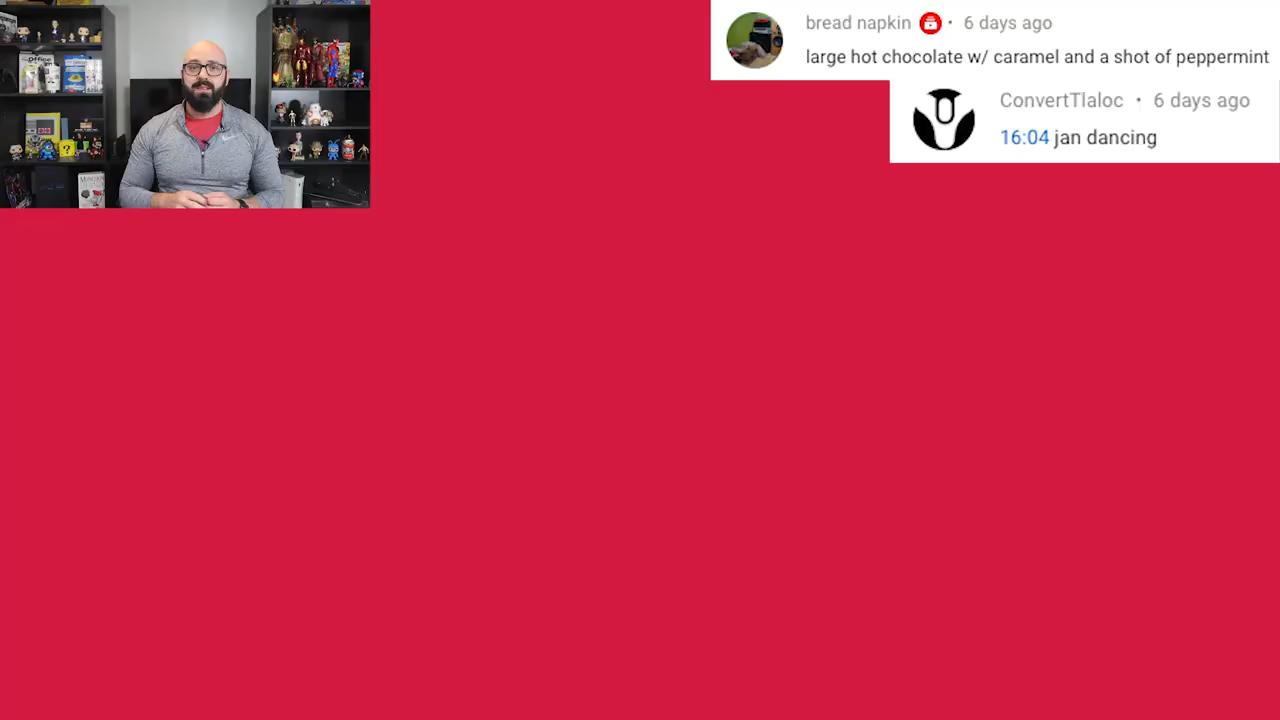 bread napkin • 6 days ago
large hot chocolate w/ caramel and a shot of peppermint
ConvertTlaloc • 6 days ago
16:04 jan dancing
Office
?